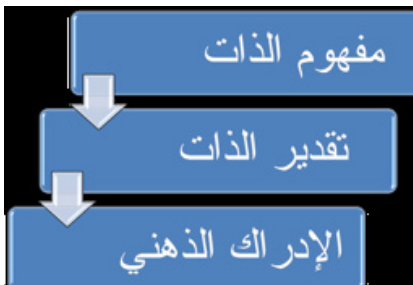 مفهوم الذات
تقدير الذات
الإدراك الذهني